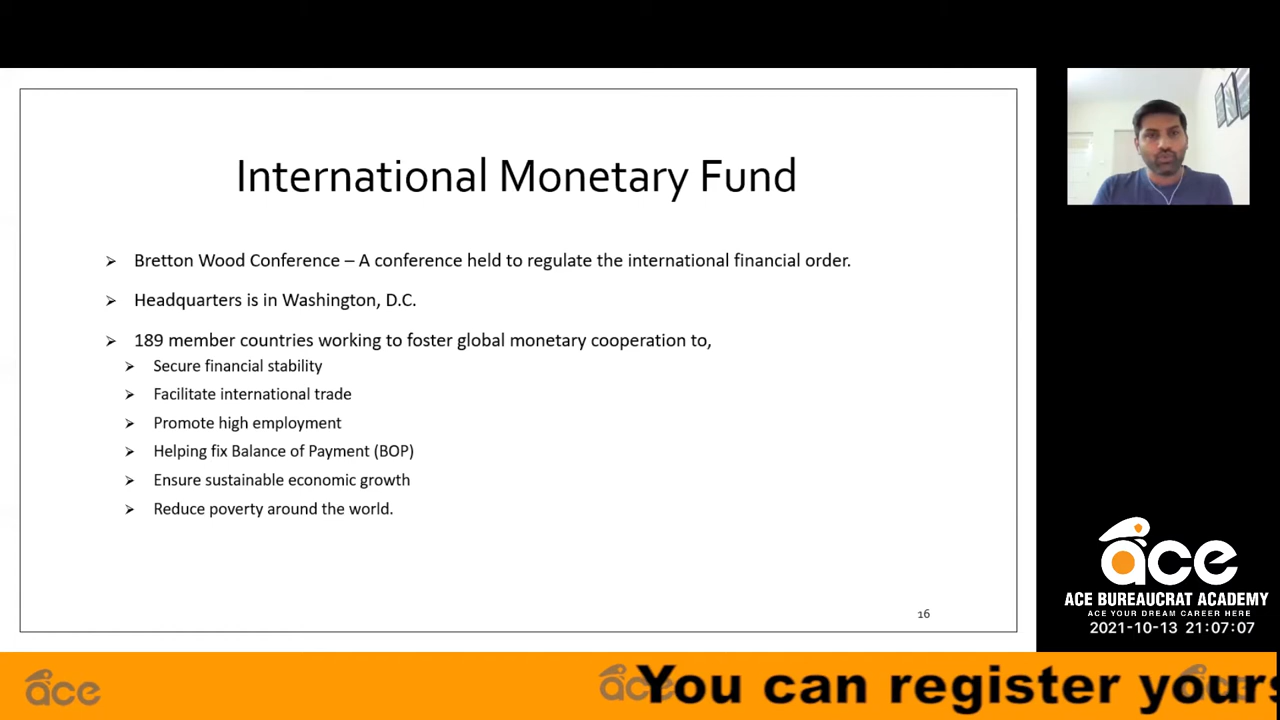 International Monetary Fund
➢ Bretton Wood Conference – A conference held to regulate the international financial order.
➢ Headquarters is in Washington, D.C.
➢ 189 member countries working to foster global monetary cooperation to,
➢ Secure financial stability
➢ Facilitate international trade
➢ Promote high employment
➢ Helping fix Balance of Payment (BOP)
➢ Ensure sustainable economic growth
➢ Reduce poverty around the world.
16
ace
ACE BUREAUCRAT ACADEMY
ACE YOUR DREAM CAREER HERE
2021-10-13 21:07:07
ace
ace
You can register yours